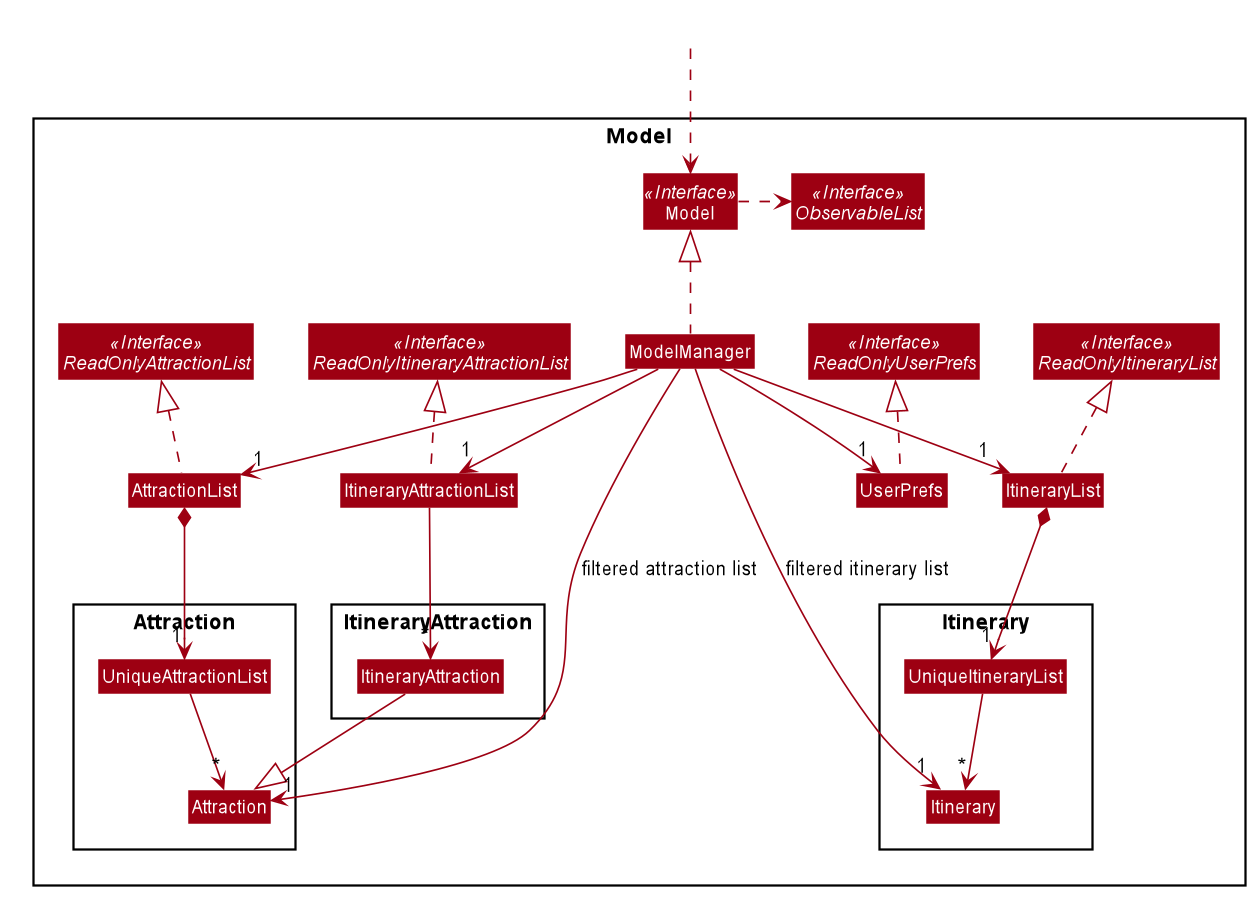 Model
«Interface»
Model
«Interface»
ObservableList
«Interface»
ReadOnlyAttractionList
«Interface»
ReadOnlyItineraryAttractionList
ModelManager
«Interface»
ReadOnlyUserPrefs
«Interface»
ReadOnlyItineraryList
1
1
1
1
AttractionList
ItineraryAttractionList
UserPrefs
ItineraryList
filtered attraction list
filtered itinerary list
Attraction
ItineraryAttraction
Itinerary
1
*
1
UniqueAttractionList
ItineraryAttraction
UniqueItineraryList
*
1
1
*
Attraction
Itinerary